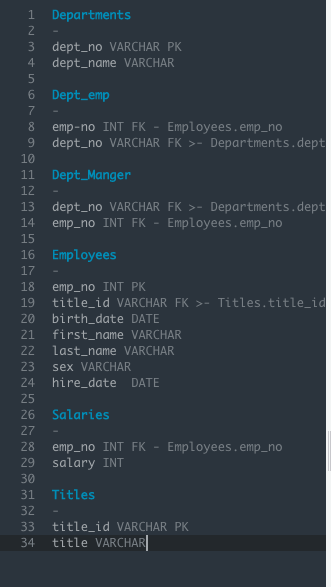 1 Departments
2 -
3 dept_no VARCHAR PK
4 dept_name VARCHAR
5
6 Dept_emp
7 -
8 emp-no INT FK - Employees.emp_no
9 dept_no VARCHAR FK >- Departments.dept
10
11 Dept_Manger
12 -
13 dept_no VARCHAR FK >- Departments.dept
14 emp_no INT FK - Employees.emp_no
15
16 Employees
17 -
18 emp_no INT PK
19 title_id VARCHAR FK >- Titles.title_id
20 birth_date DATE
21 first_name VARCHAR
22 last_name VARCHAR
23 sex VARCHAR
24 hire_date  DATE
25
26 Salaries
27 -
28 emp_no INT FK - Employees.emp_no
29 salary INT
30
31 Titles
32 -
33 title_id VARCHAR PK
34 title VARCHAR